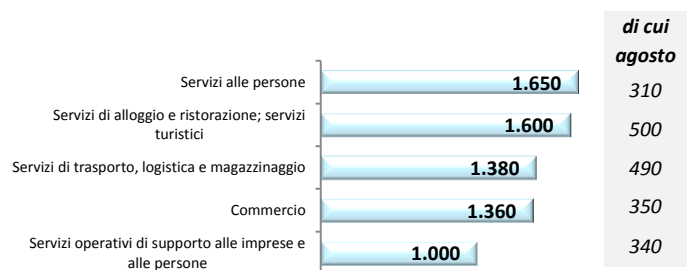 di cui
agosto
Servizi alle persone 1.650 310
Servizi di alloggio e ristorazione; servizi
turistici 1.600 500
Servizi di trasporto, logistica e magazzinaggio 1.380 490
Commercio 1.360 350
Servizi operativi di supporto alle imprese e
alle persone 1.000 340